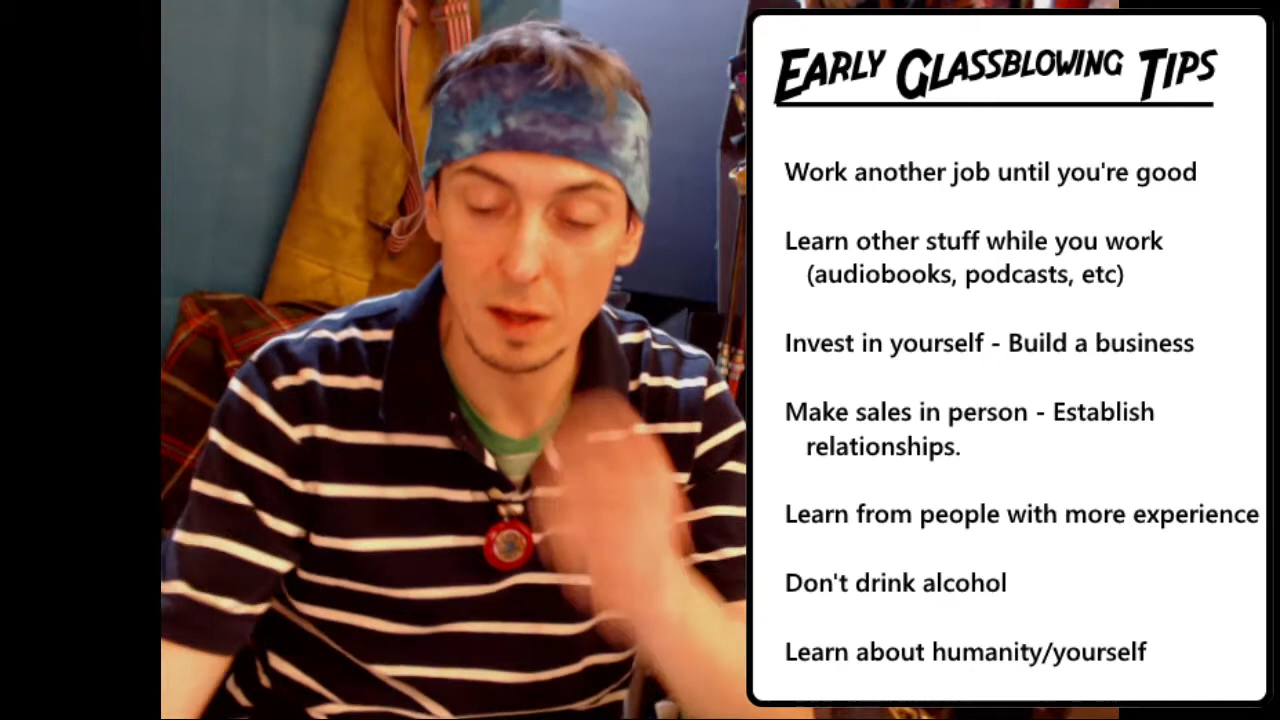 EARLY GLASSBLOWING TIPS
Work another job until you're good
Learn other stuff while you work
(audiobooks, podcasts, etc)
Invest in yourself - Build a business
Make sales in person - Establish
relationships.
Learn from people with more experience
Don't drink alcohol
Learn about humanity/yourself